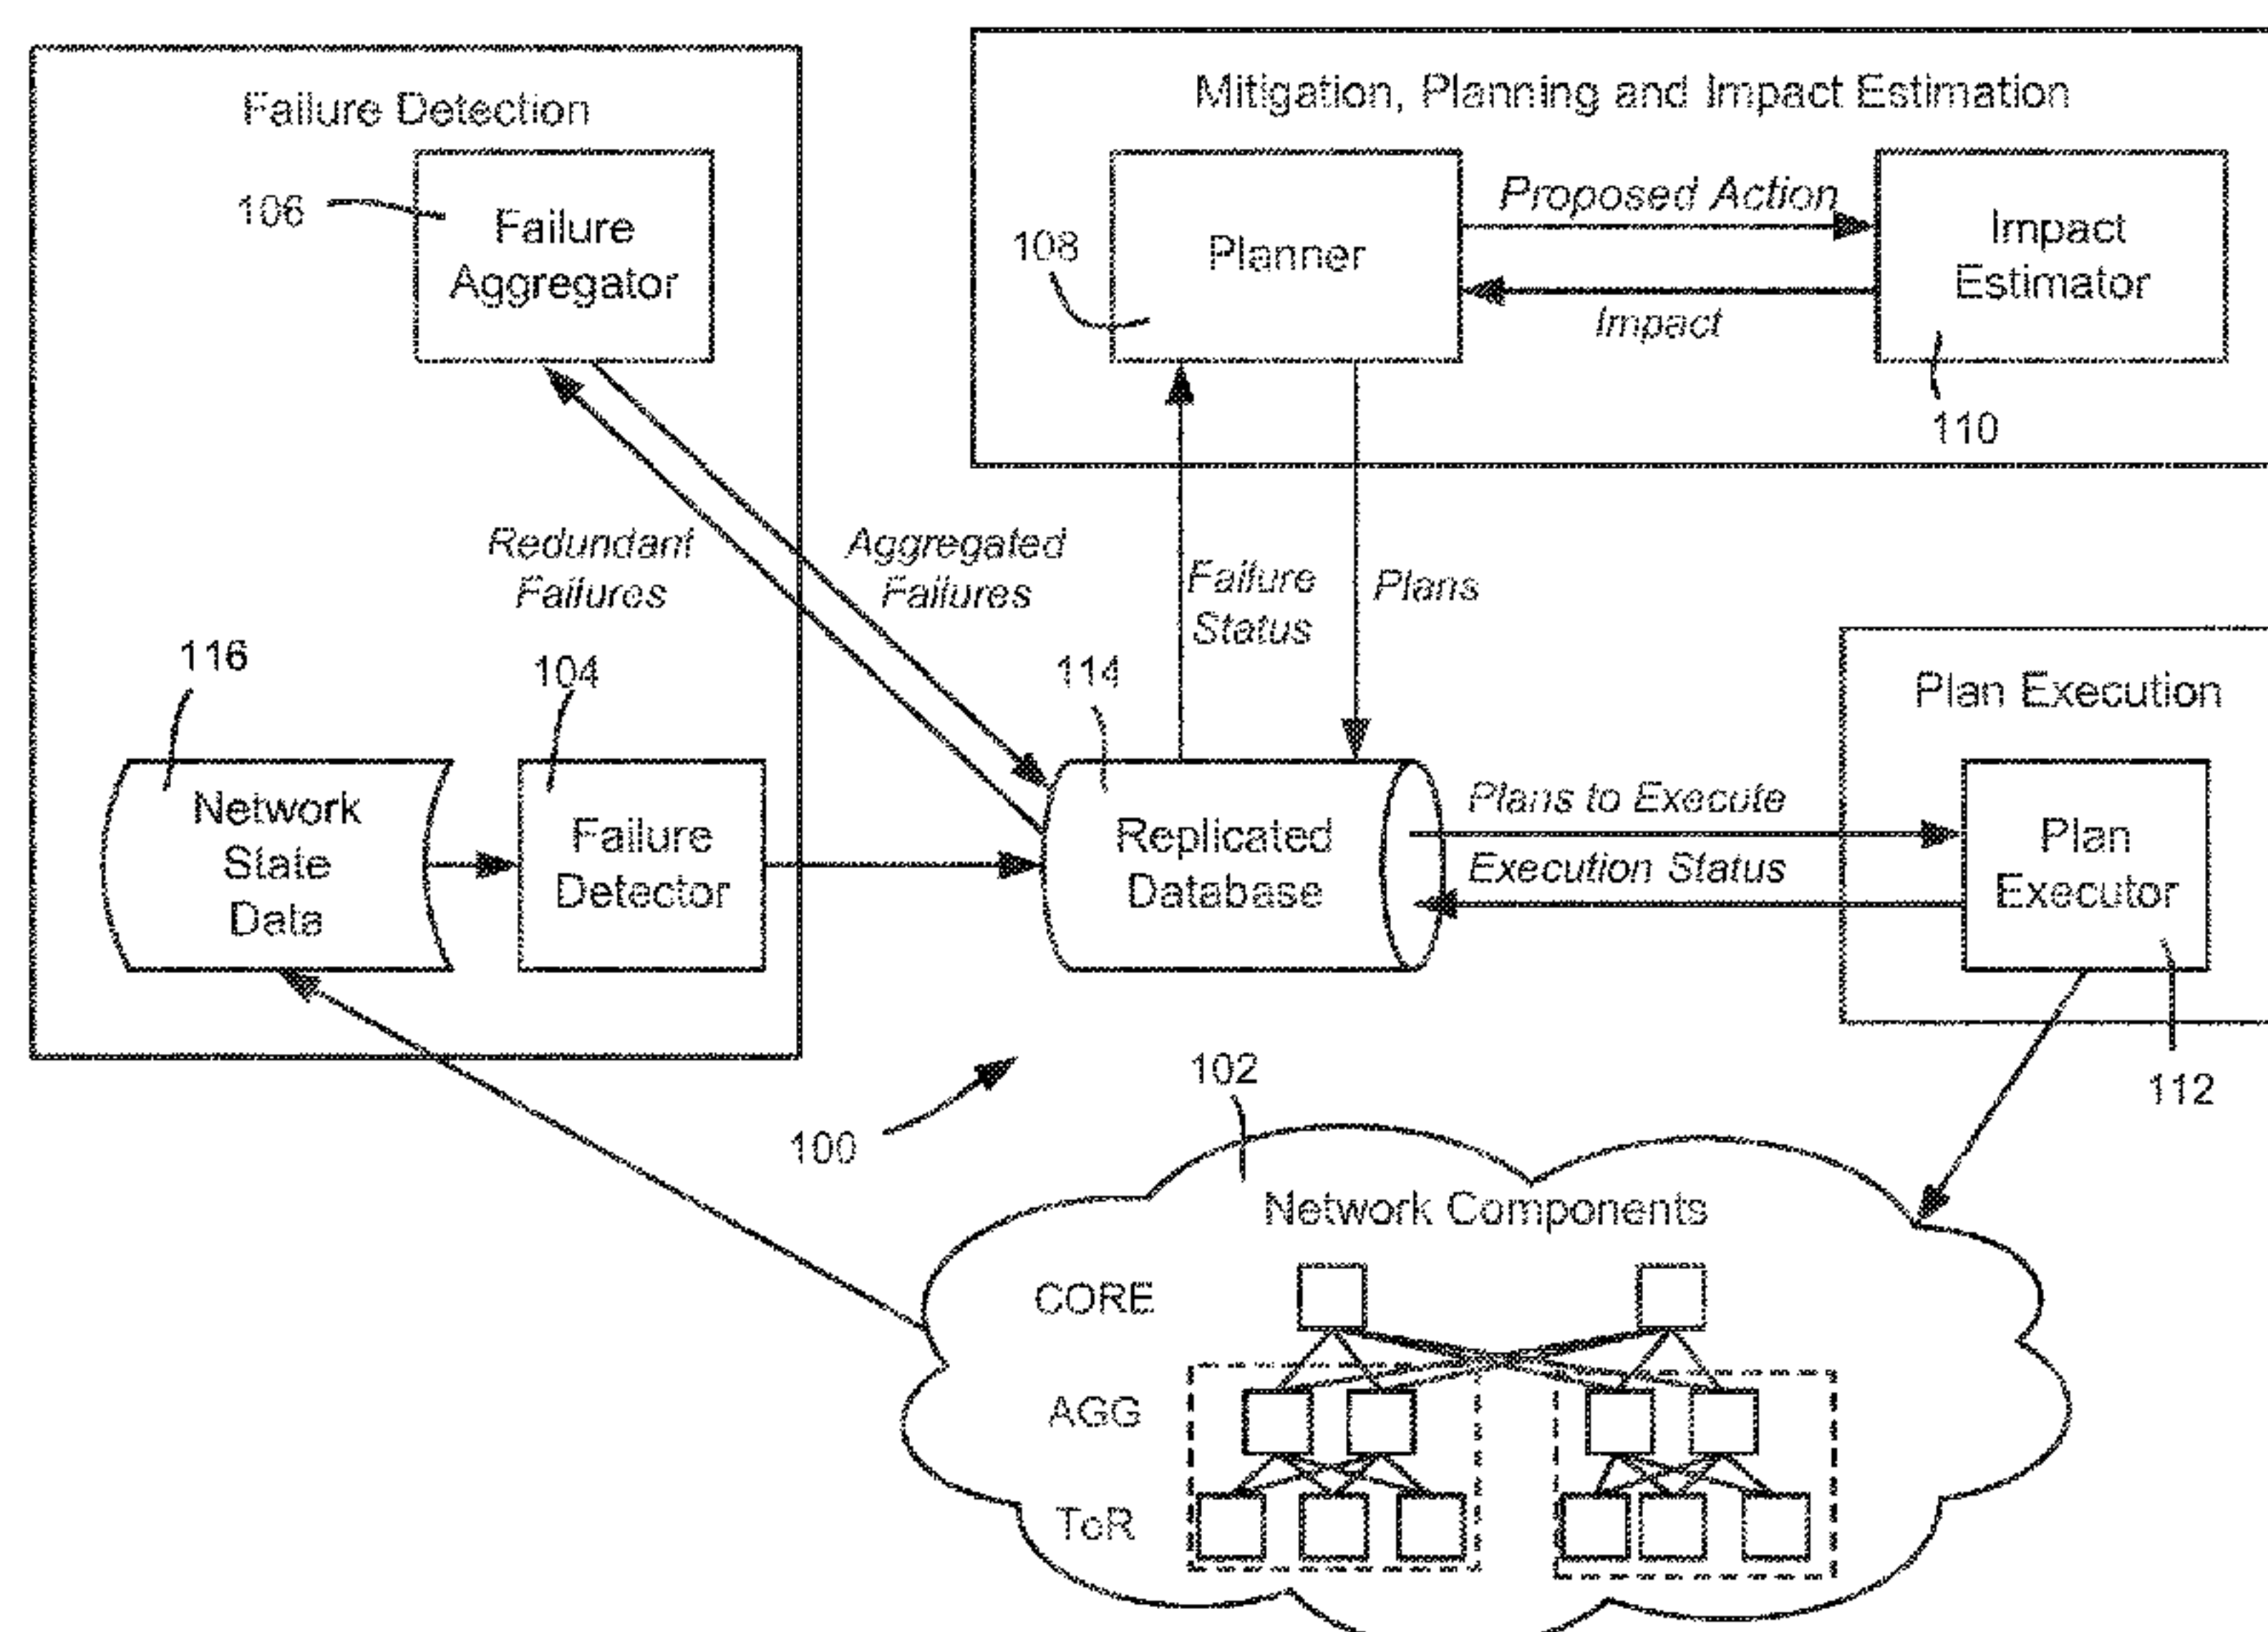 Failure Detection
106
Failure
Aggregator
Mitigation, Planning and Impact Estimation
108
Planner
Proposed Action
Impact
Impact
Estimator
110
Redundant
Failures
Aggregated
Failures
Failure
Status
Plans
116
Network
State
Data
104
Failure
Detector
114
Replicated
Database
Plans to Execute
Execution Status
Plan Execution
Plan
Executor
112
100
102
Network Components
CORE
AGG
ToR